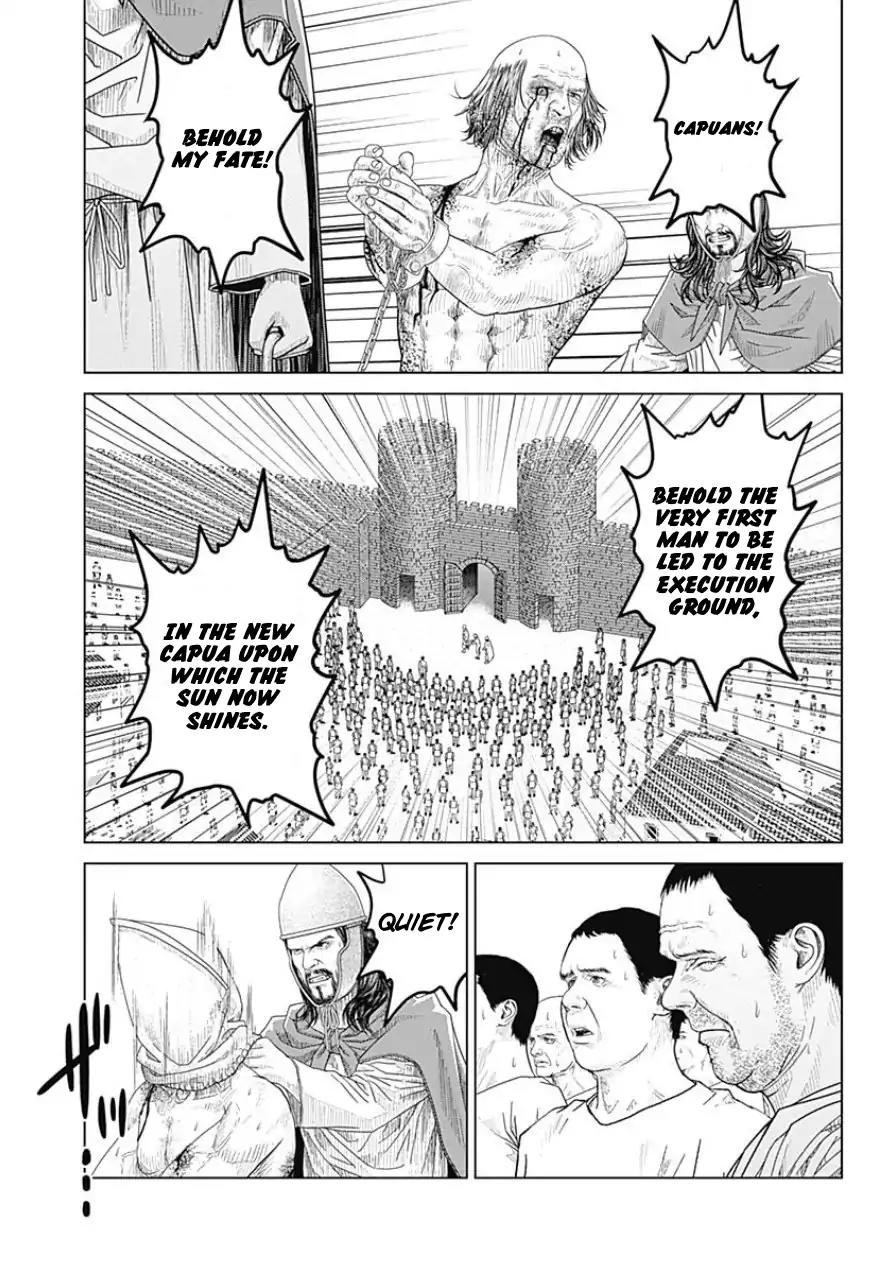 CAPUANS!
BEHOLD
MY FATE!
BEHOLD THE
VERY FIRST
MAN TO BE
LED TO THE
EXECUTION
GROUND,
IN THE NEW
CAPUA UPON
WHICH THE
SUN NOW
SHINES.
QUIET!